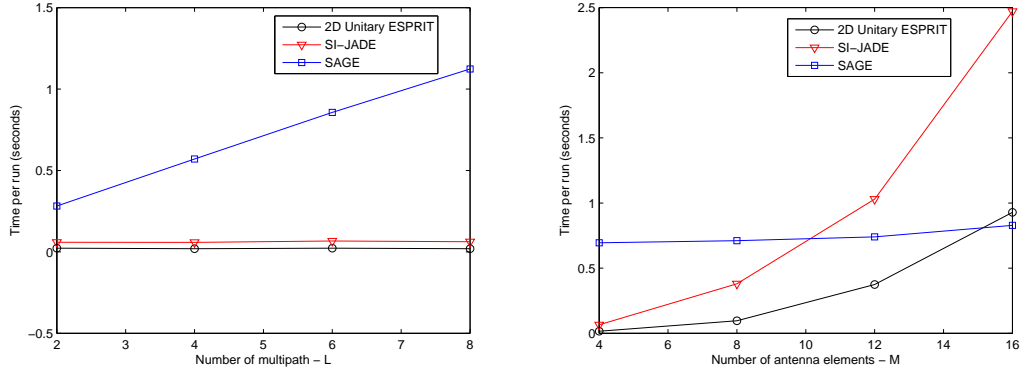 1.5
1
0.5
0
−0.5
Time per run (seconds)
2D Unitary ESPRIT
SI−JADE
SAGE
2
3
4
5
6
7
8
Number of multipath − L
2.5
2
1.5
1
0.5
0
Time per run (seconds)
2D Unitary ESPRIT
SI−JADE
SAGE
4
6
8
10
12
14
16
Number of antenna elements − M